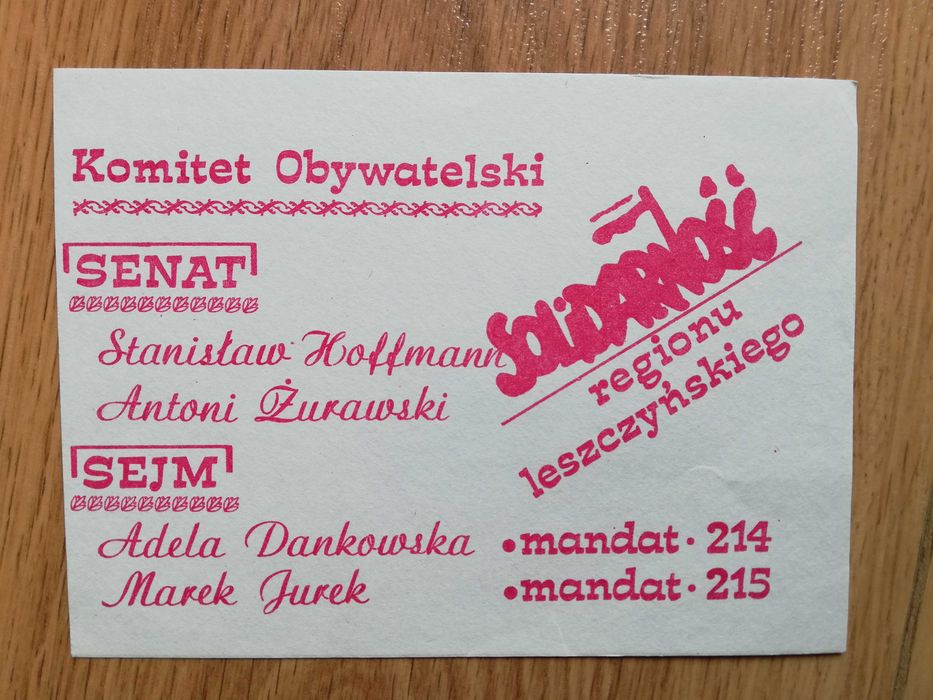 Komitet Obywatelski
SENAT
Stanisław Hoffmann
Antoni Żurawski
SOLIDARNOŚĆ
regionu
leszczyńskiego
SEJM
Adela Dankowska • mandat · 214
Marek Jurek • mandat · 215